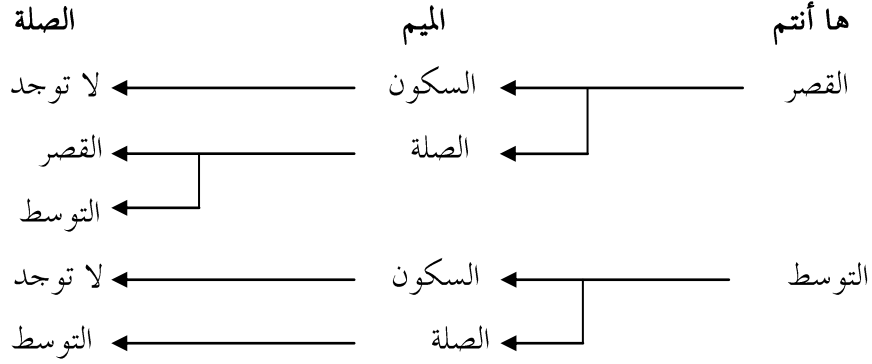 ها أنتم الميم الصلة
القصر السكون لا توجد
الصلة القصر
التوسط
التوسط السكون لا توجد
الصلة التوسط